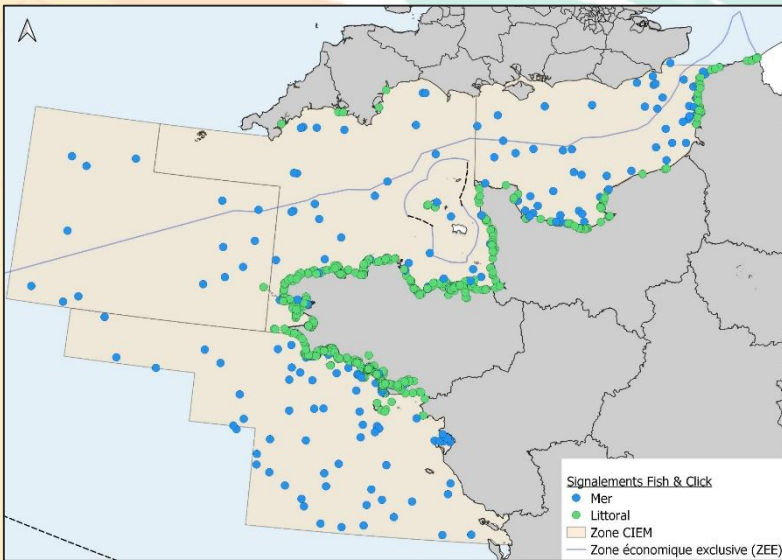 Signalements Fish & Click
Mer
Littoral
Zone CIEM
Zone économique exclusive (ZEE)